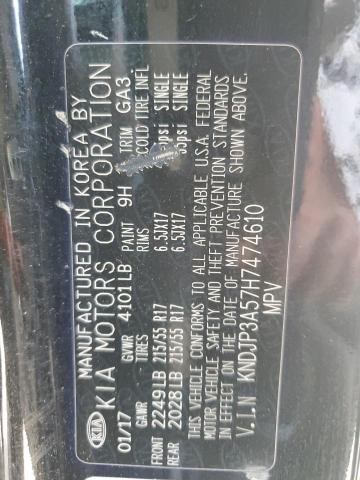 KIA
MANUFACTURED IN KOREA BY
KIA MOTORS CORPORATION
01/17 GVWR 4101LB PAINT 9H TRIM GA3
GAWR TIRES RIMS COLD TIRE INFL
FRONT 2249LB 215/55 R17 6.5JX17 psi SINGLE
REAR 2028LB 215/55 R17 6.5JX17 psi SINGLE
THIS VEHICLE CONFORMS TO ALL APPLICABLE U.S.A. FEDERAL
MOTOR VEHICLE SAFETY AND THEFT PREVENTION STANDARDS
IN EFFECT ON THE DATE OF MANUFACTURE SHOWN ABOVE.
V.I.N KNDJP3A57H7474610
MPV